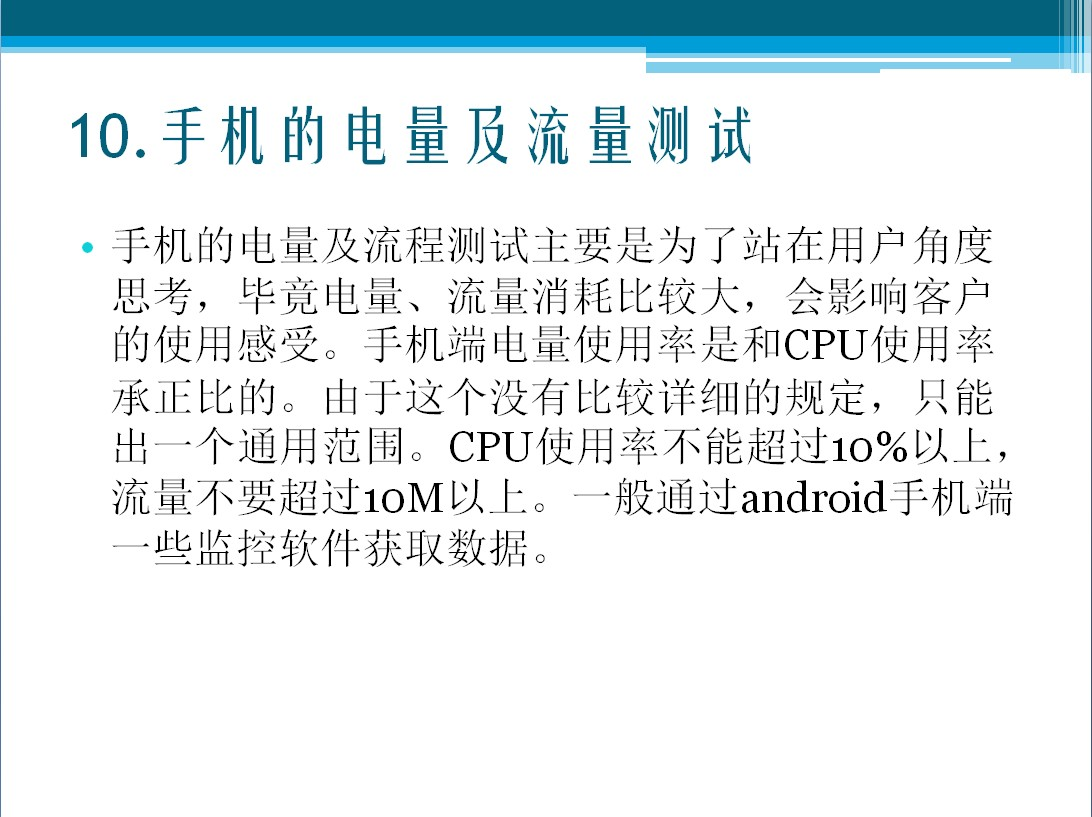 10.手机的电量及流量测试
• 手机的电量及流程测试主要是为了站在用户角度
思考，毕竟电量、流量消耗比较大，会影响客户
的使用感受。手机端电量使用率是和CPU使用率
承正比的。由于这个没有比较详细的规定，只能
出一个通用范围。CPU使用率不能超过10%以上，
流量不要超过10M以上。一般通过android手机端
一些监控软件获取数据。